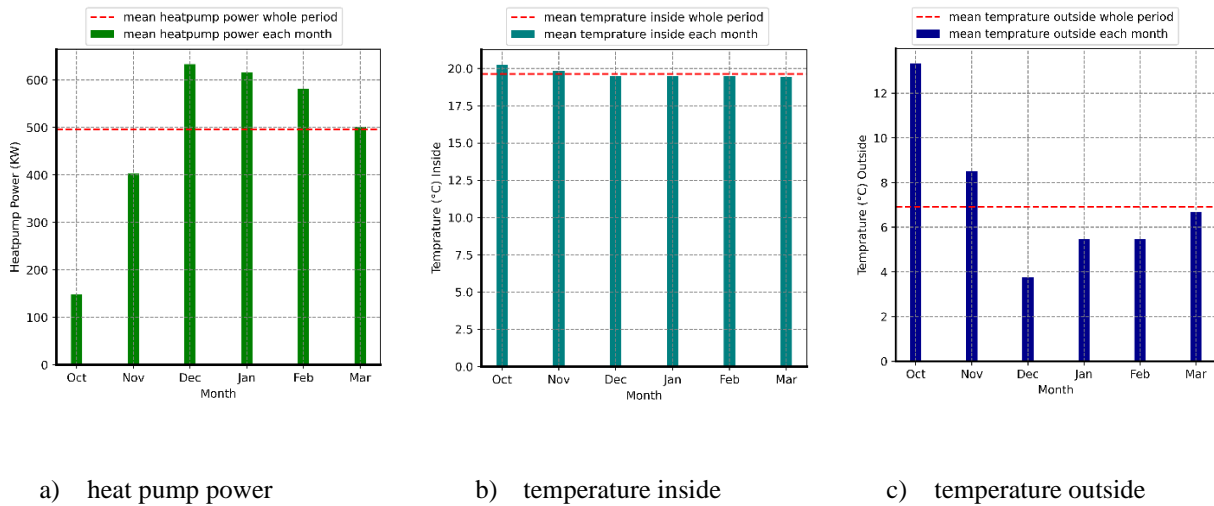 mean heatpump power whole period
mean heatpump power each month
600
500
400
300
200
100
0
Heatpump Power (KW)
Oct Nov Dec Jan Feb Mar
Month
mean temprature inside whole period
mean temprature inside each month
20.0
17.5
15.0
12.5
10.0
7.5
5.0
2.5
0.0
Temprature (°C) Inside
Oct Nov Dec Jan Feb Mar
Month
mean temprature outside whole period
mean temprature outside each month
12
10
8
6
4
2
0
Temprature (°C) Outside
Oct Nov Dec Jan Feb Mar
Month
a) heat pump power
b) temperature inside
c) temperature outside